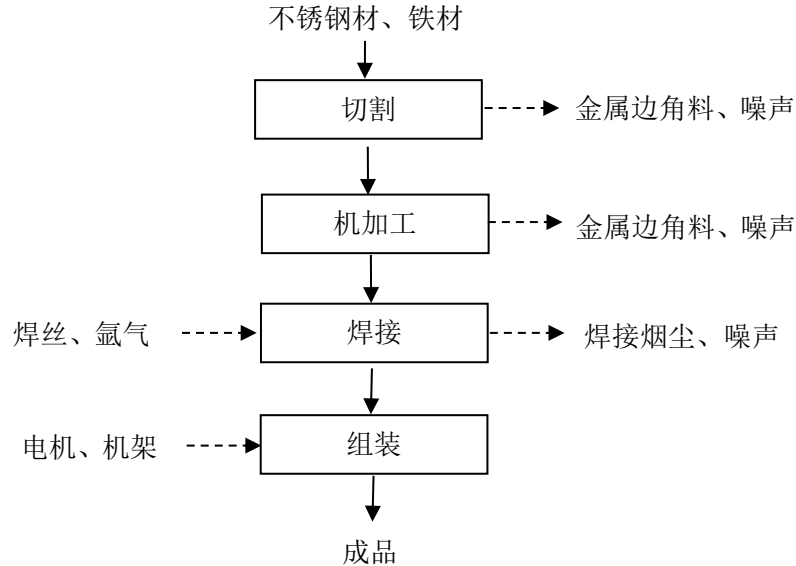 不锈钢材、铁材
切割
金属边角料、噪声
机加工
金属边角料、噪声
焊丝、氩气
焊接
焊接烟尘、噪声
电机、机架
组装
成品